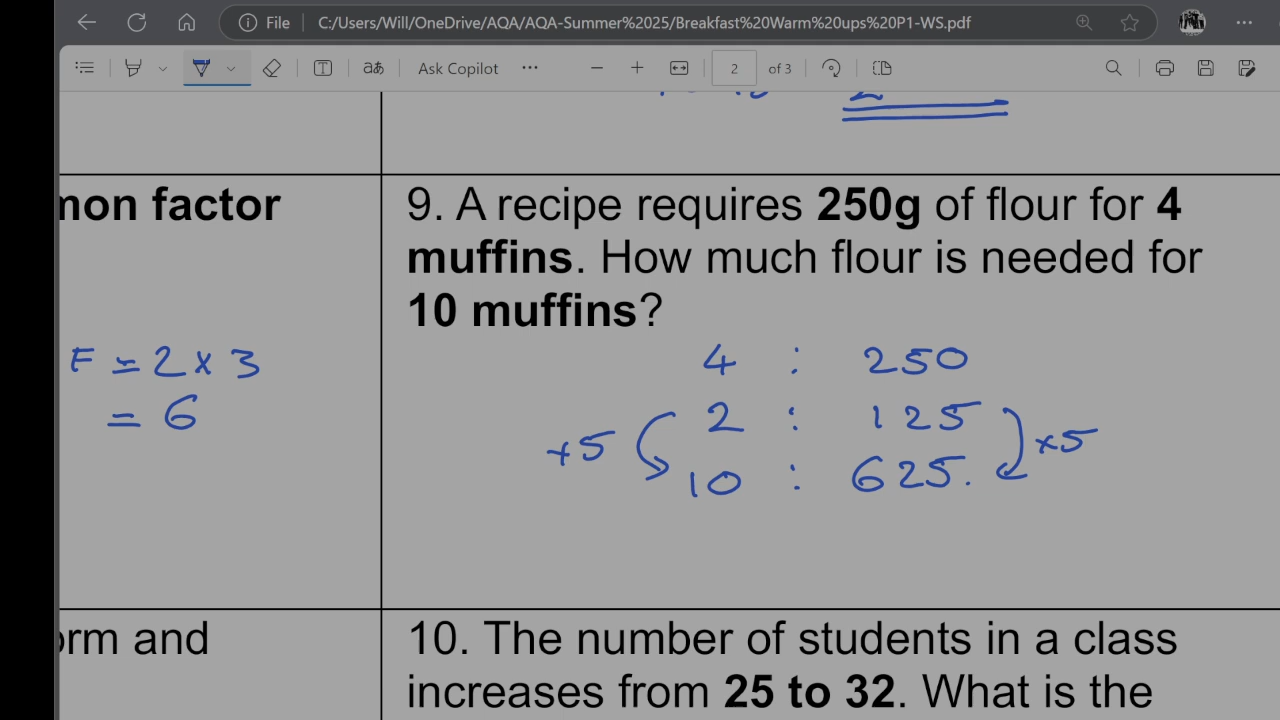 File
C:/Users/Will/OneDrive/AQA/AQA-Summer%2025/Breakfast%20Warm%20ups%20P1-WS.pdf
Ask Copilot
2 of 3
mon factor
F = 2 × 3
= 6
9. A recipe requires 250g of flour for 4
muffins. How much flour is needed for
10 muffins?
4 : 250
2 : 125
×5 ×5
10 : 625.
orm and
10. The number of students in a class
increases from 25 to 32. What is the